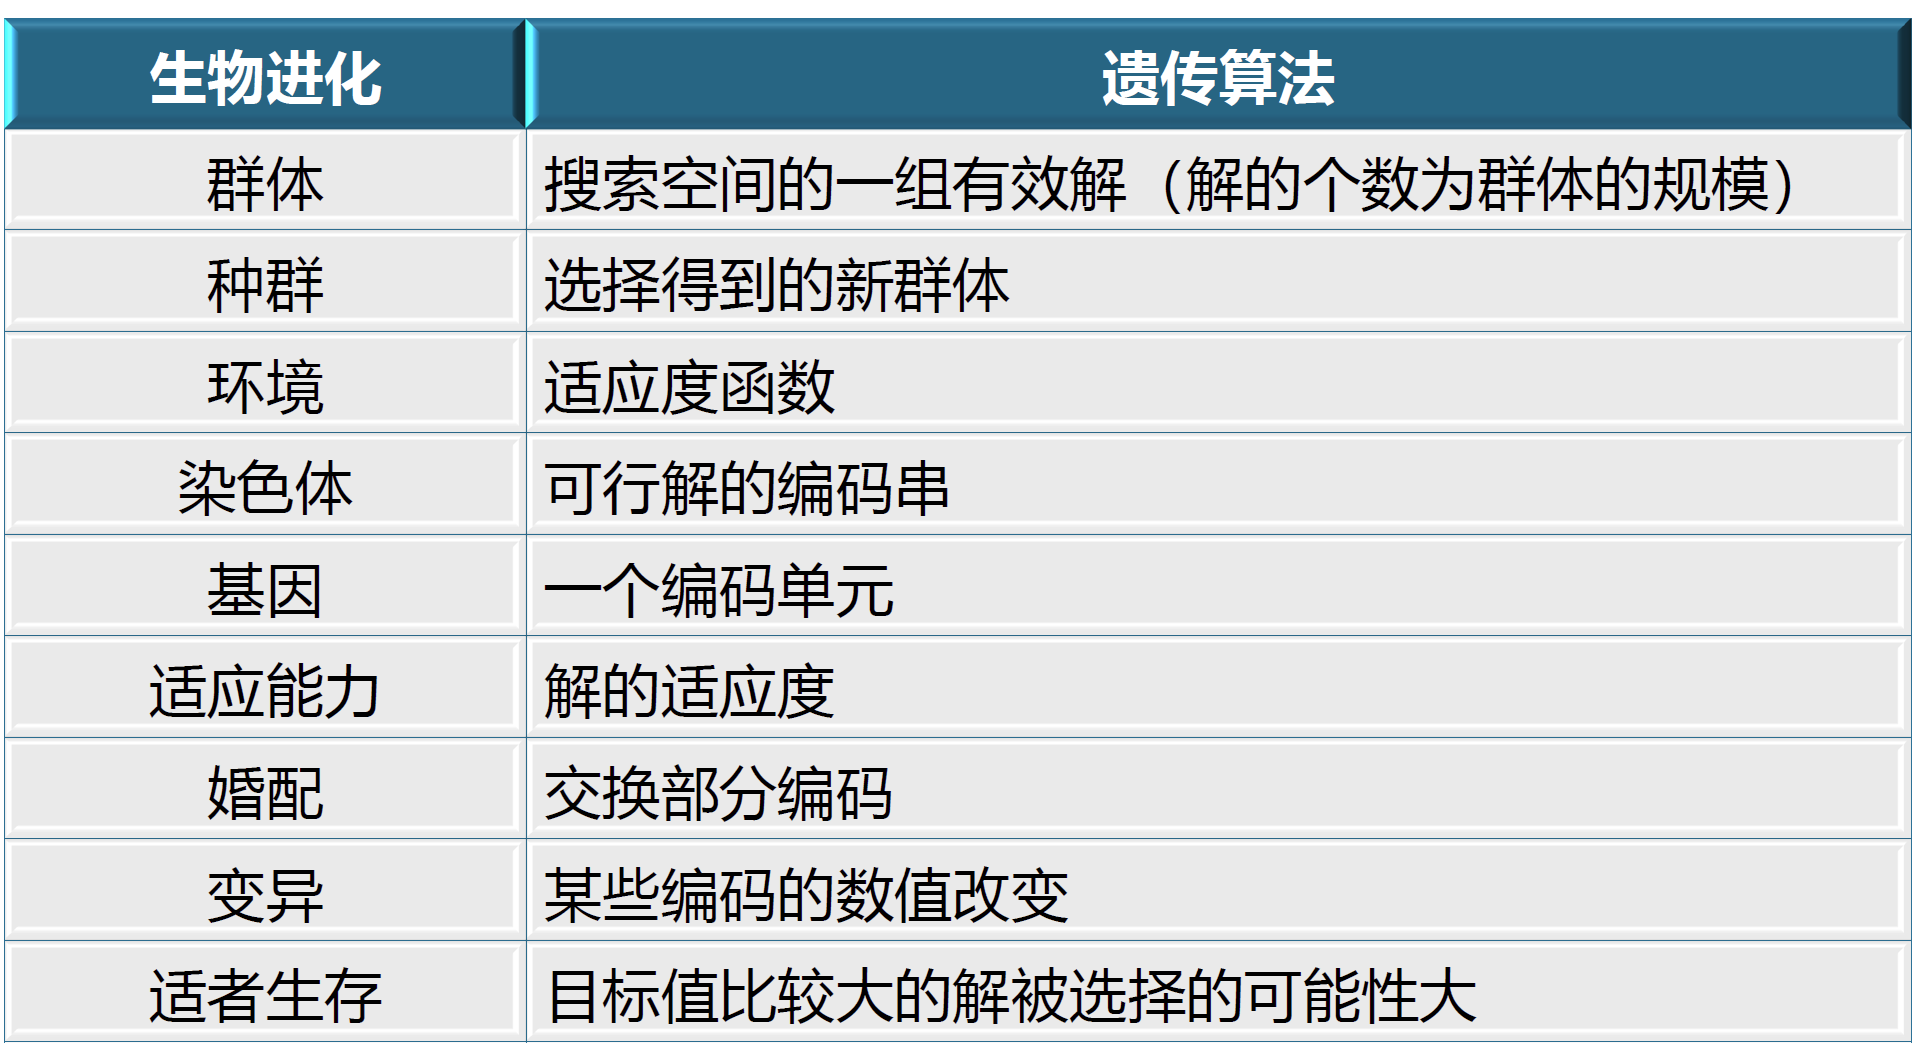 生物进化 遗传算法
群体 搜索空间的一组有效解（解的个数为群体的规模）
种群 选择得到的新群体
环境 适应度函数
染色体 可行解的编码串
基因 一个编码单元
适应能力 解的适应度
婚配 交换部分编码
变异 某些编码的数值改变
适者生存 目标值比较大的解被选择的可能性大